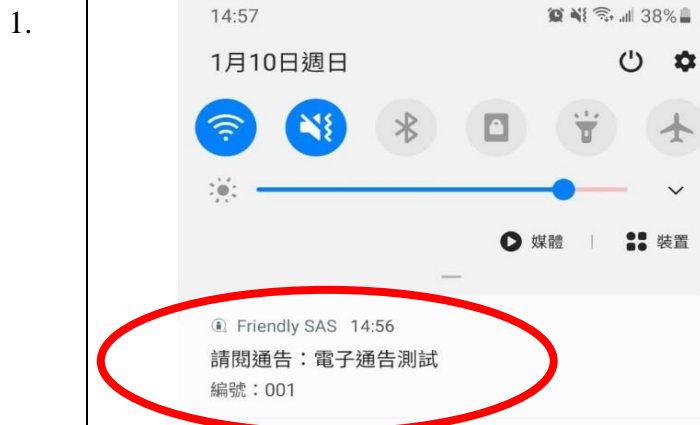 1.
14:57 38%
1月10日週日
媒體 | 裝置
Friendly SAS 14:56
請閱通告：電子通告測試
編號：001